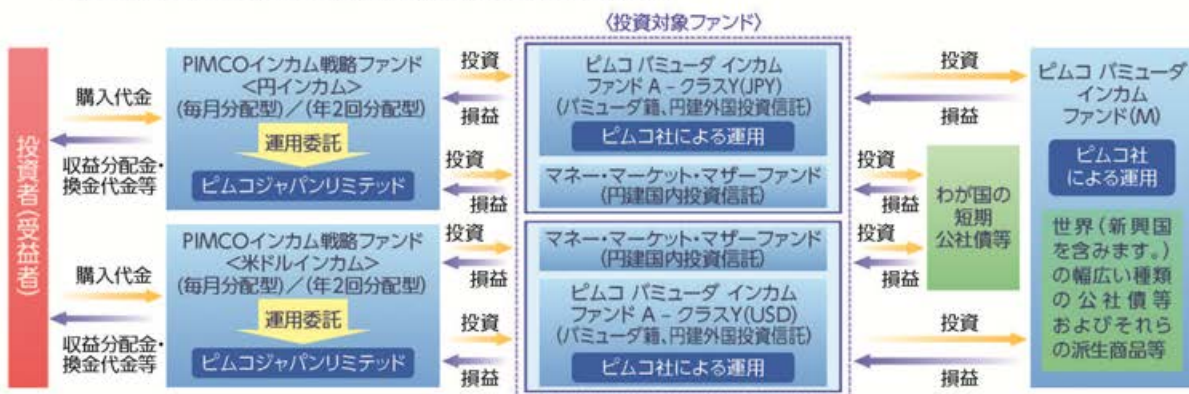 〈投資対象ファンド〉
投資者(受益者)
購入代金
収益分配金・
換金代金等
PIMCOインカム戦略ファンド
<円インカム>
(毎月分配型)/(年2回分配型)
運用委託
ピムコジャパンリミテッド
投資
損益
投資
損益
ピムコ バミューダ インカム
ファンド A - クラスY(JPY)
(バミューダ籍、円建外国投資信託)
ピムコ社による運用
マネー・マーケット・マザーファンド
(円建国内投資信託)
投資
損益
投資
損益
購入代金
収益分配金・
換金代金等
PIMCOインカム戦略ファンド
<米ドルインカム>
(毎月分配型)/(年2回分配型)
運用委託
ピムコジャパンリミテッド
投資
損益
投資
損益
マネー・マーケット・マザーファンド
(円建国内投資信託)
ピムコ バミューダ インカム
ファンド A - クラスY(USD)
(バミューダ籍、円建外国投資信託)
ピムコ社による運用
投資
損益
投資
損益
わが国の
短期
公社債等
ピムコ バミューダ
インカム
ファンド(M)
ピムコ社
による運用
世界(新興国
を含みます。)
の幅広い種類
の公社債等
およびそれら
の派生商品等